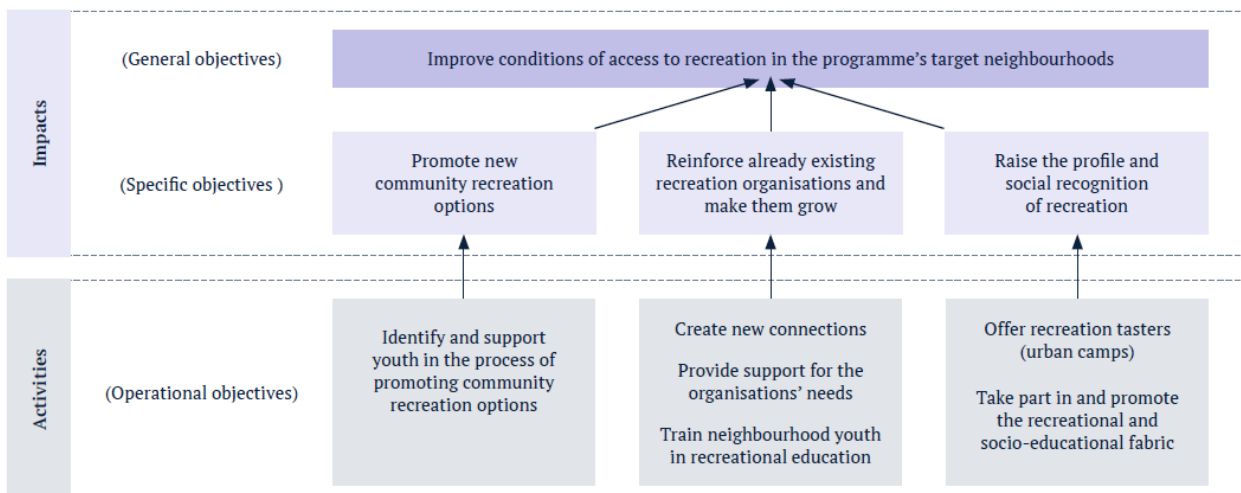 Impacts
(General objectives)
Improve conditions of access to recreation in the programme's target neighbourhoods
(Specific objectives )
Promote new
community recreation
options
Reinforce already existing
recreation organisations and
make them grow
Raise the profile and
social recognition
of recreation
Activities
(Operational objectives)
Identify and support
youth in the process of
promoting community
recreation options
Create new connections
Provide support for the
organisations' needs
Train neighbourhood youth
in recreational education
Offer recreation tasters
(urban camps)
Take part in and promote
the recreational and
socio-educational fabric